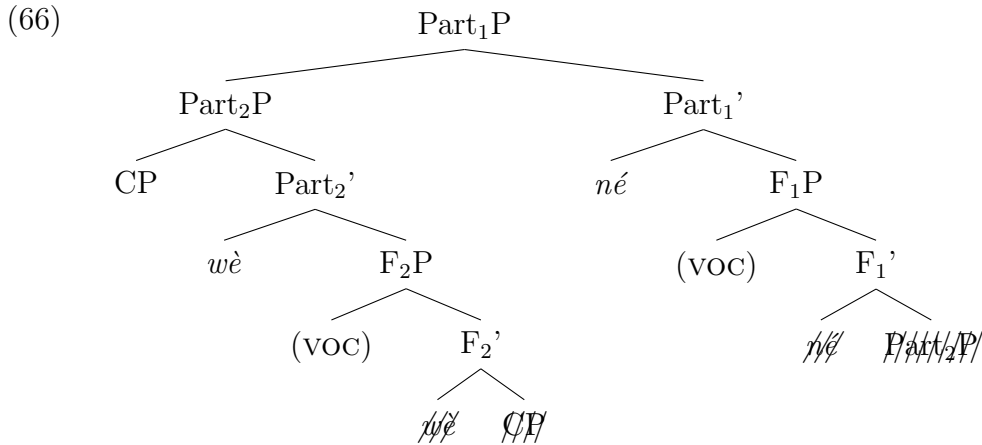 (66)
Part₁P
Part₂P Part₁’
CP Part₂’ né F₁P
wè F₂P (VOC) F₁’
(VOC) F₂’ né Part₂P
wè CP